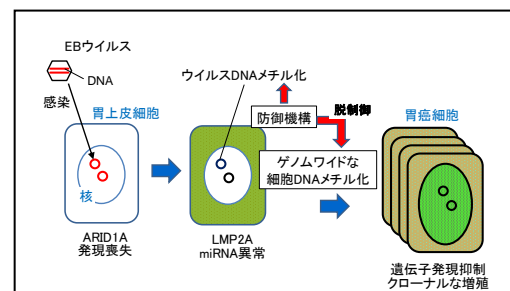 EBウイルス
DNA
感染
胃上皮細胞
核
ARID1A
発現喪失
ウイルスDNAメチル化
防御機構
脱制御
ゲノムワイドな
細胞DNAメチル化
LMP2A
miRNA異常
胃癌細胞
遺伝子発現抑制
クローナルな増殖